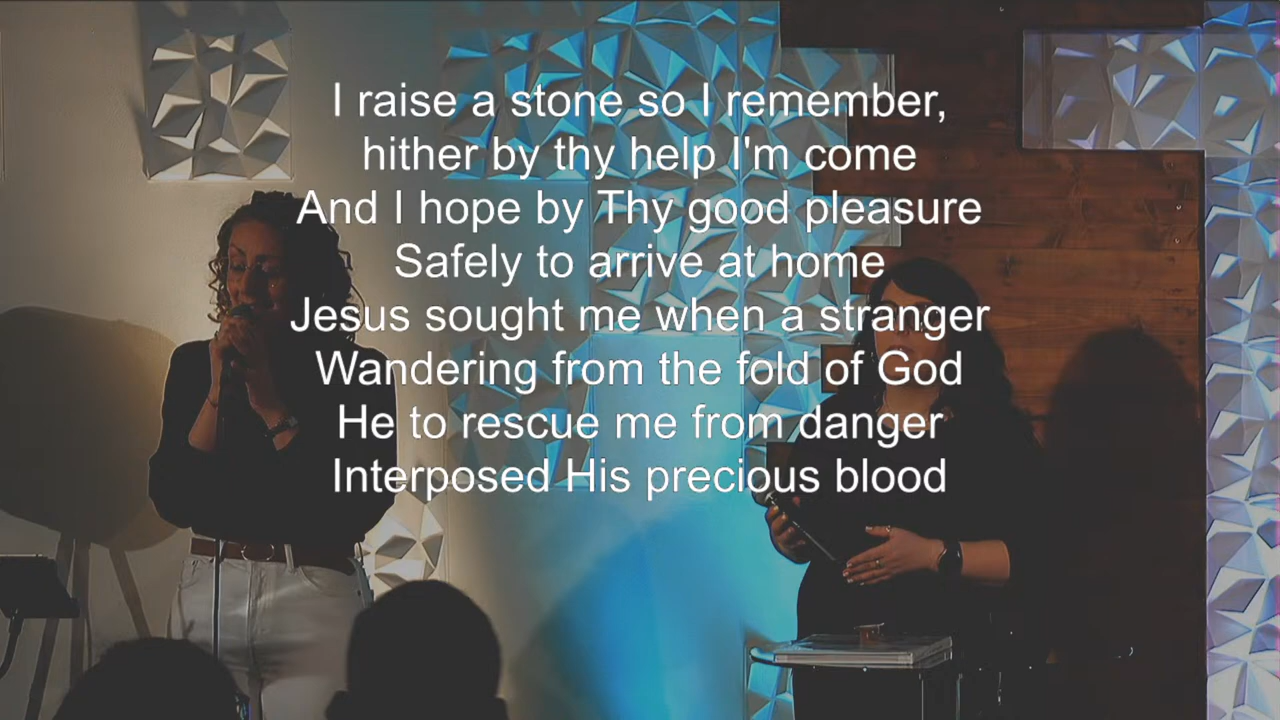 I raise a stone so I remember,
hither by thy help I'm come
And I hope by Thy good pleasure
Safely to arrive at home
Jesus sought me when a stranger
Wandering from the fold of God
He to rescue me from danger
Interposed His precious blood